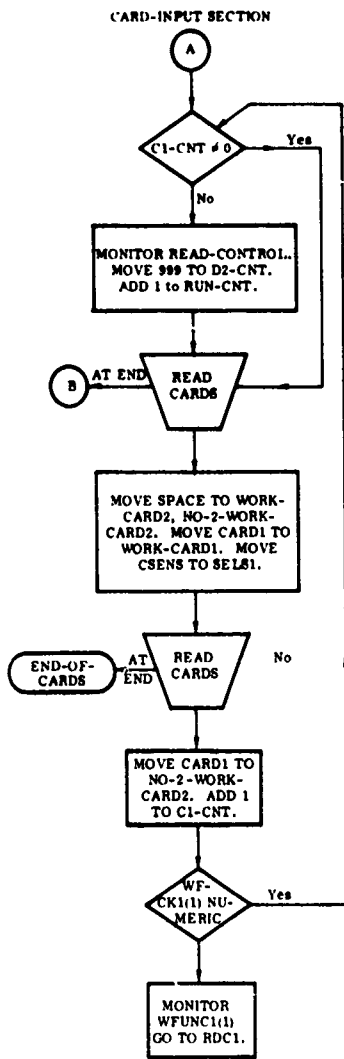 CARD-INPUT SECTION
A
C1-CNT ≠ 0
Yes
No
MONITOR READ-CONTROL.
MOVE 999 TO D2-CNT.
ADD 1 to RUN-CNT.
B
AT END
READ
CARDS
MOVE SPACE TO WORK-
CARD2, NO-2-WORK-
CARD2. MOVE CARD1 TO
WORK-CARD1. MOVE
CSENS TO SELS1.
END-OF-
CARDS
AT
END
READ
CARDS
No
MOVE CARD1 TO
NO-2-WORK-
CARD2. ADD 1
TO C1-CNT.
WF-
CK1(1) NU-
MERIC
Yes
MONITOR
WFUNC1(1)
GO TO RDC1.